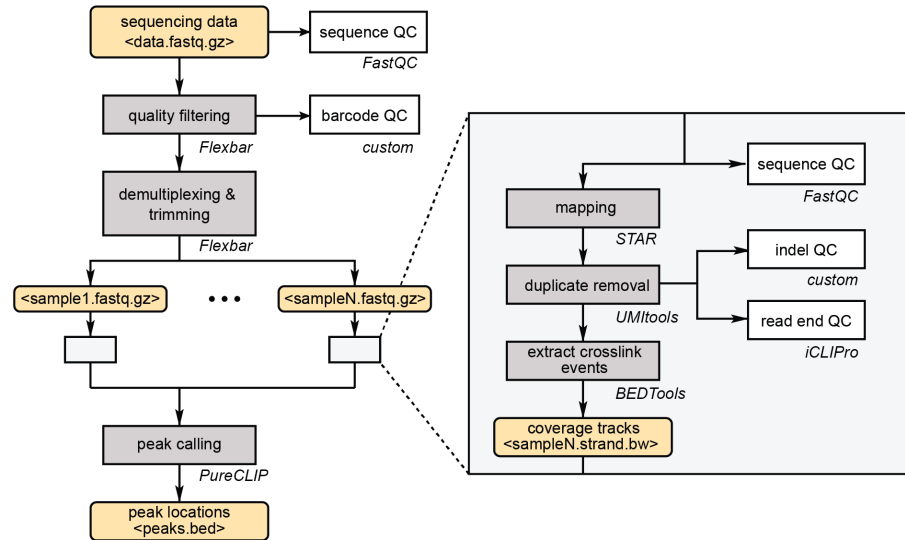 sequencing data
<data.fastq.gz>
sequence QC
FastQC
quality filtering
Flexbar
barcode QC
custom
demultiplexing &
trimming
Flexbar
<sample1.fastq.gz>
•••
<sampleN.fastq.gz>
peak calling
PureCLIP
peak locations
<peaks.bed>
sequence QC
FastQC
mapping
STAR
indel QC
custom
duplicate removal
UMItools
read end QC
iCLIPro
extract crosslink
events
BEDTools
coverage tracks
<sampleN.strand.bw>